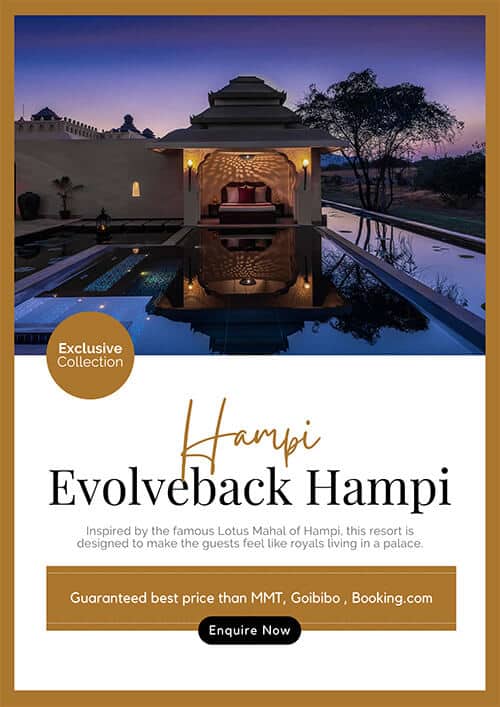 Exclusive
Collection
Hampi
Evolveback Hampi
Inspired by the famous Lotus Mahal of Hampi, this resort is
designed to make the guests feel like royals living in a palace.
Guaranteed best price than MMT, Goibibo , Booking.com
Enquire Now